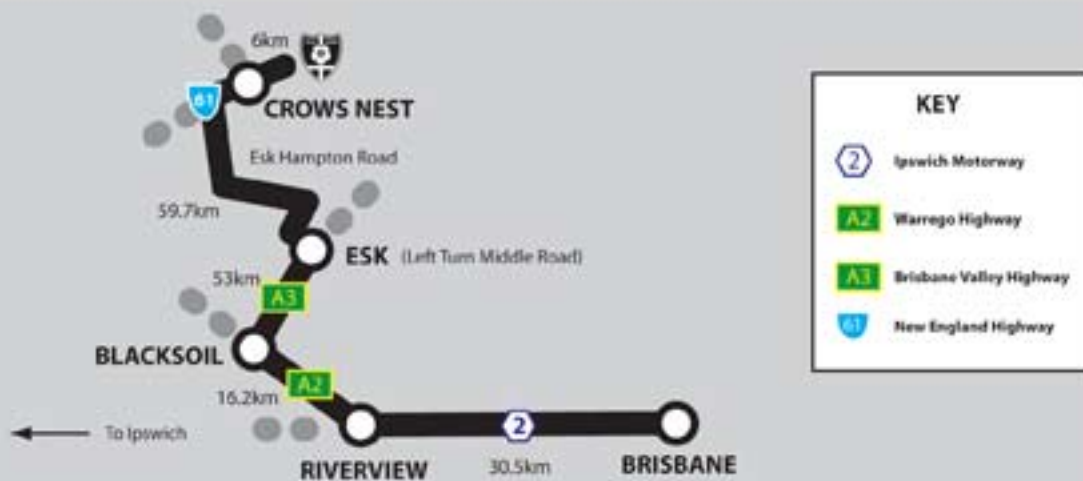 6km
61
CROWS NEST
Esk Hampton Road
59.7km
ESK (Left Turn Middle Road)
53km
A3
BLACKSOIL
A2
16.2km
To Ipswich
2
RIVERVIEW
30.5km
BRISBANE
KEY
2 Ipswich Motorway
A2 Warrego Highway
A3 Brisbane Valley Highway
61 New England Highway